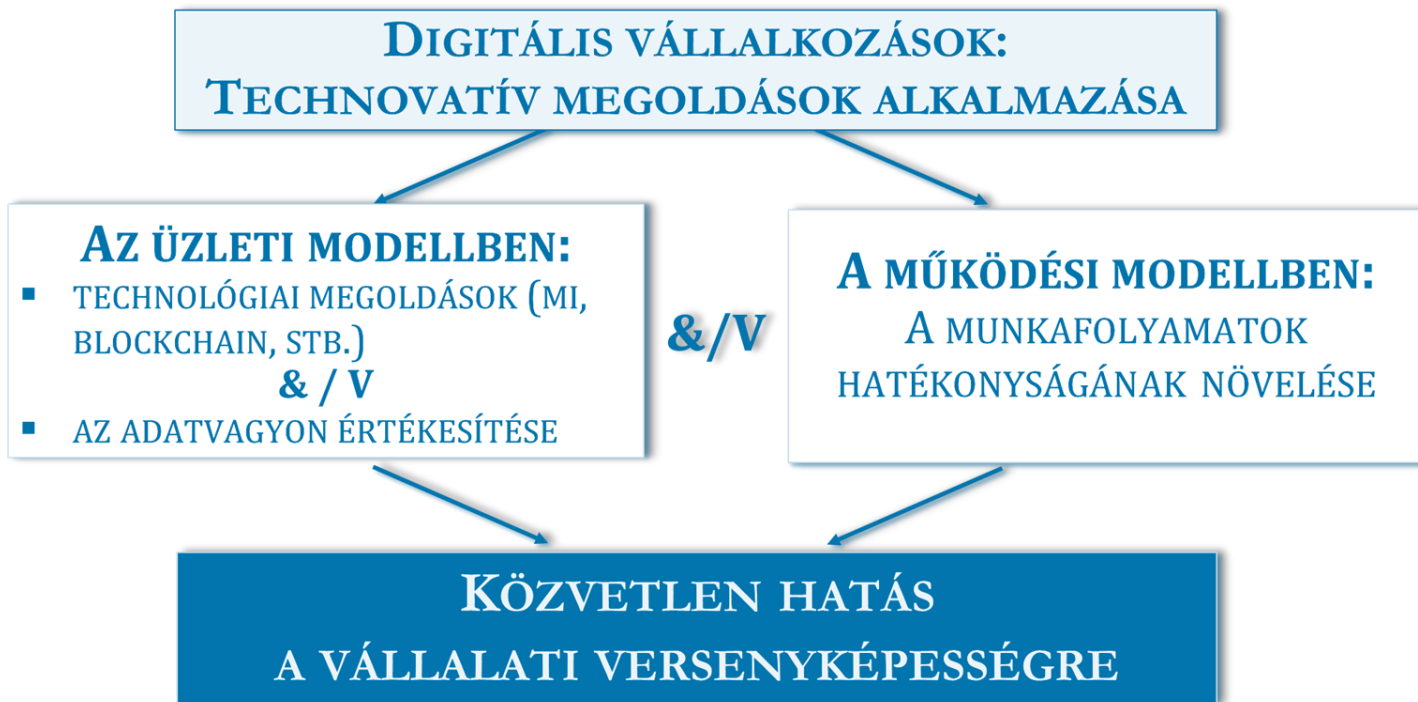 DIGITÁLIS VÁLLALKOZÁSOK:
TECHNOVATÍV MEGOLDÁSOK ALKALMAZÁSA
AZ ÜZLETI MODELLBEN:
▪ TECHNOLÓGIAI MEGOLDÁSOK (MI,
BLOCKCHAIN, STB.)
& / V
▪ AZ ADATVAGYON ÉRTÉKESÍTÉSE
&/V
A MŰKÖDÉSI MODELLBEN:
A MUNKAFOLYAMATOK
HATÉKONYSÁGÁNAK NÖVELÉSE
KÖZVETLEN HATÁS
A VÁLLALATI VERSENYKÉPESSÉGRE